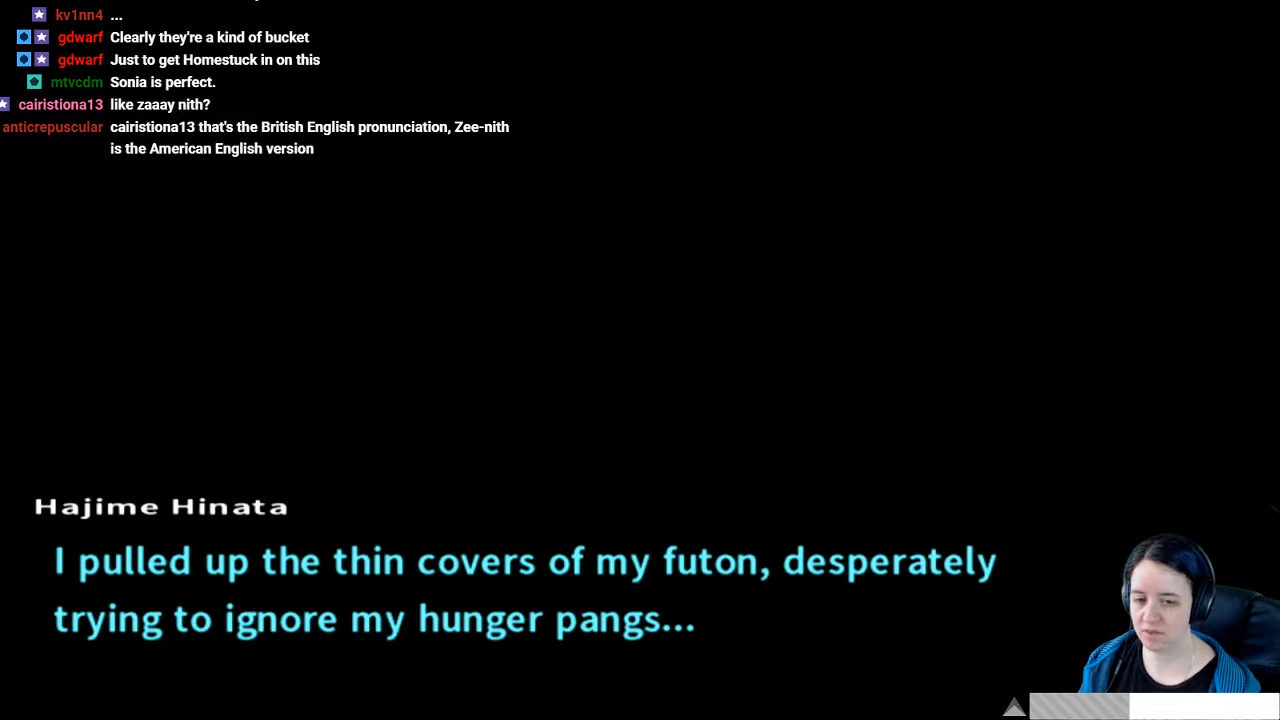 kv1nn4 ...
gdwarf Clearly they're a kind of bucket
gdwarf Just to get Homestuck in on this
mtvcdm Sonia is perfect.
cairistiona13 like zaaay nith?
anticrepuscular cairistiona13 that's the British English pronunciation, Zee-nith
is the American English version
Hajime Hinata
I pulled up the thin covers of my futon, desperately
trying to ignore my hunger pangs...